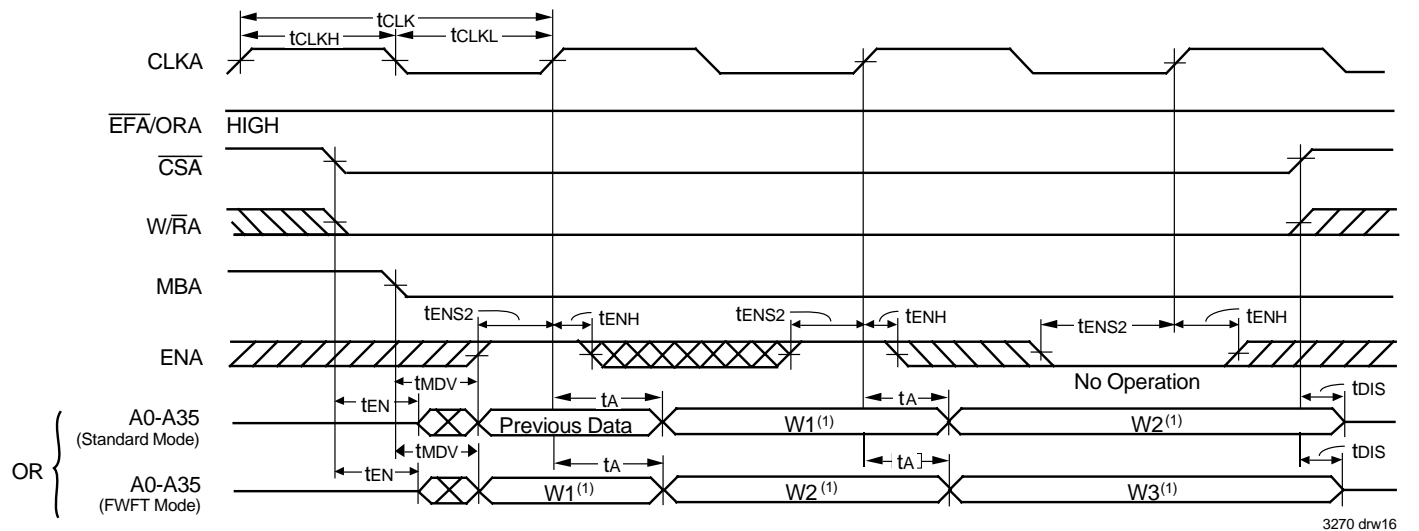 tCLK
tCLKH tCLKL
CLKA
EFA/ORA HIGH
CSA
W/RA
MBA
tENS2 tENH tENS2 tENH tENS2 tENH
ENA
No Operation
tMDV
tEN tA tA tDIS
A0-A35
(Standard Mode)
Previous Data W1(1) W2(1)
OR
tMDV
tEN tA tA tDIS
A0-A35
(FWFT Mode)
W1(1) W2(1) W3(1)
3270 drw16